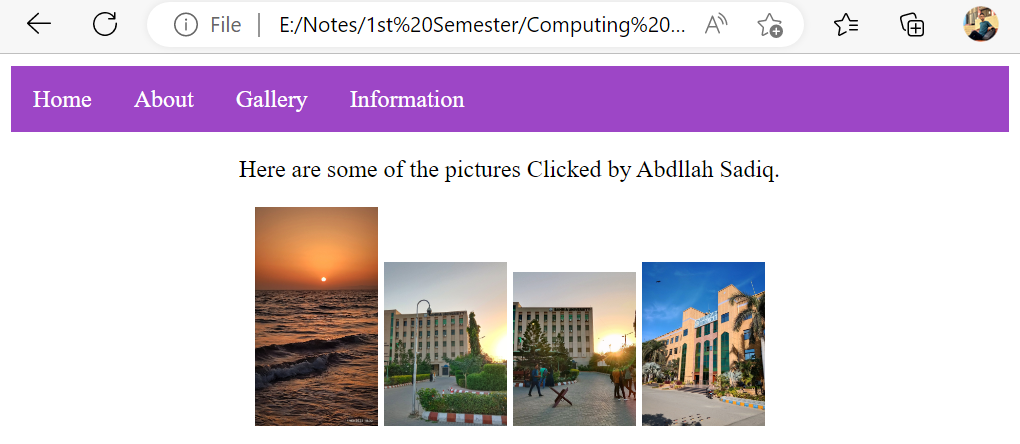 File | E:/Notes/1st%20Semester/Computing%20...
Home About Gallery Information
Here are some of the pictures Clicked by Abdllah Sadiq.